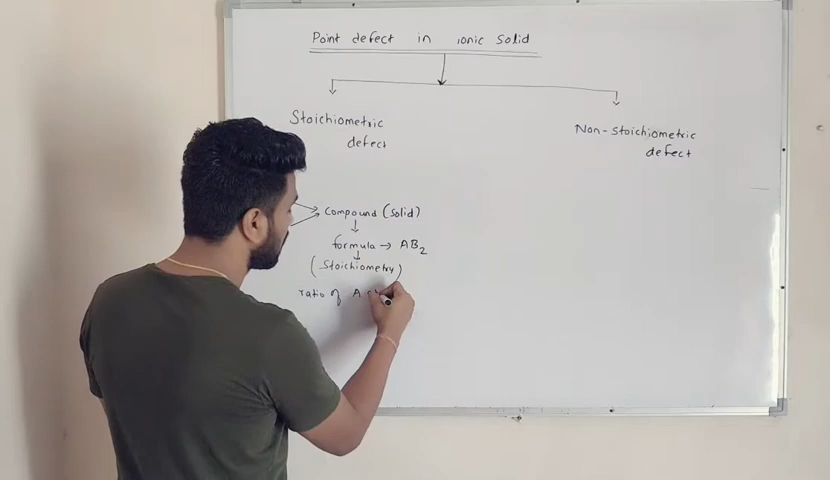 Point defect in ionic solid
Stoichiometric
defect
Non-stoichiometric
defect
Compound (Solid)
formula → AB2
(Stoichiometry)
ratio of A